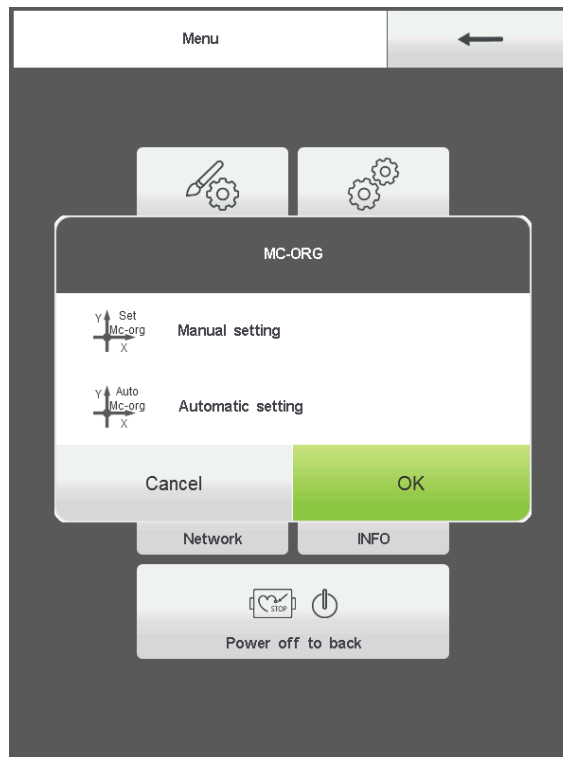 Menu
MC-ORG
Y Set
Mc-org
X
Manual setting
Y Auto
Mc-org
X
Automatic setting
Cancel
OK
Network
INFO
STOP
Power off to back